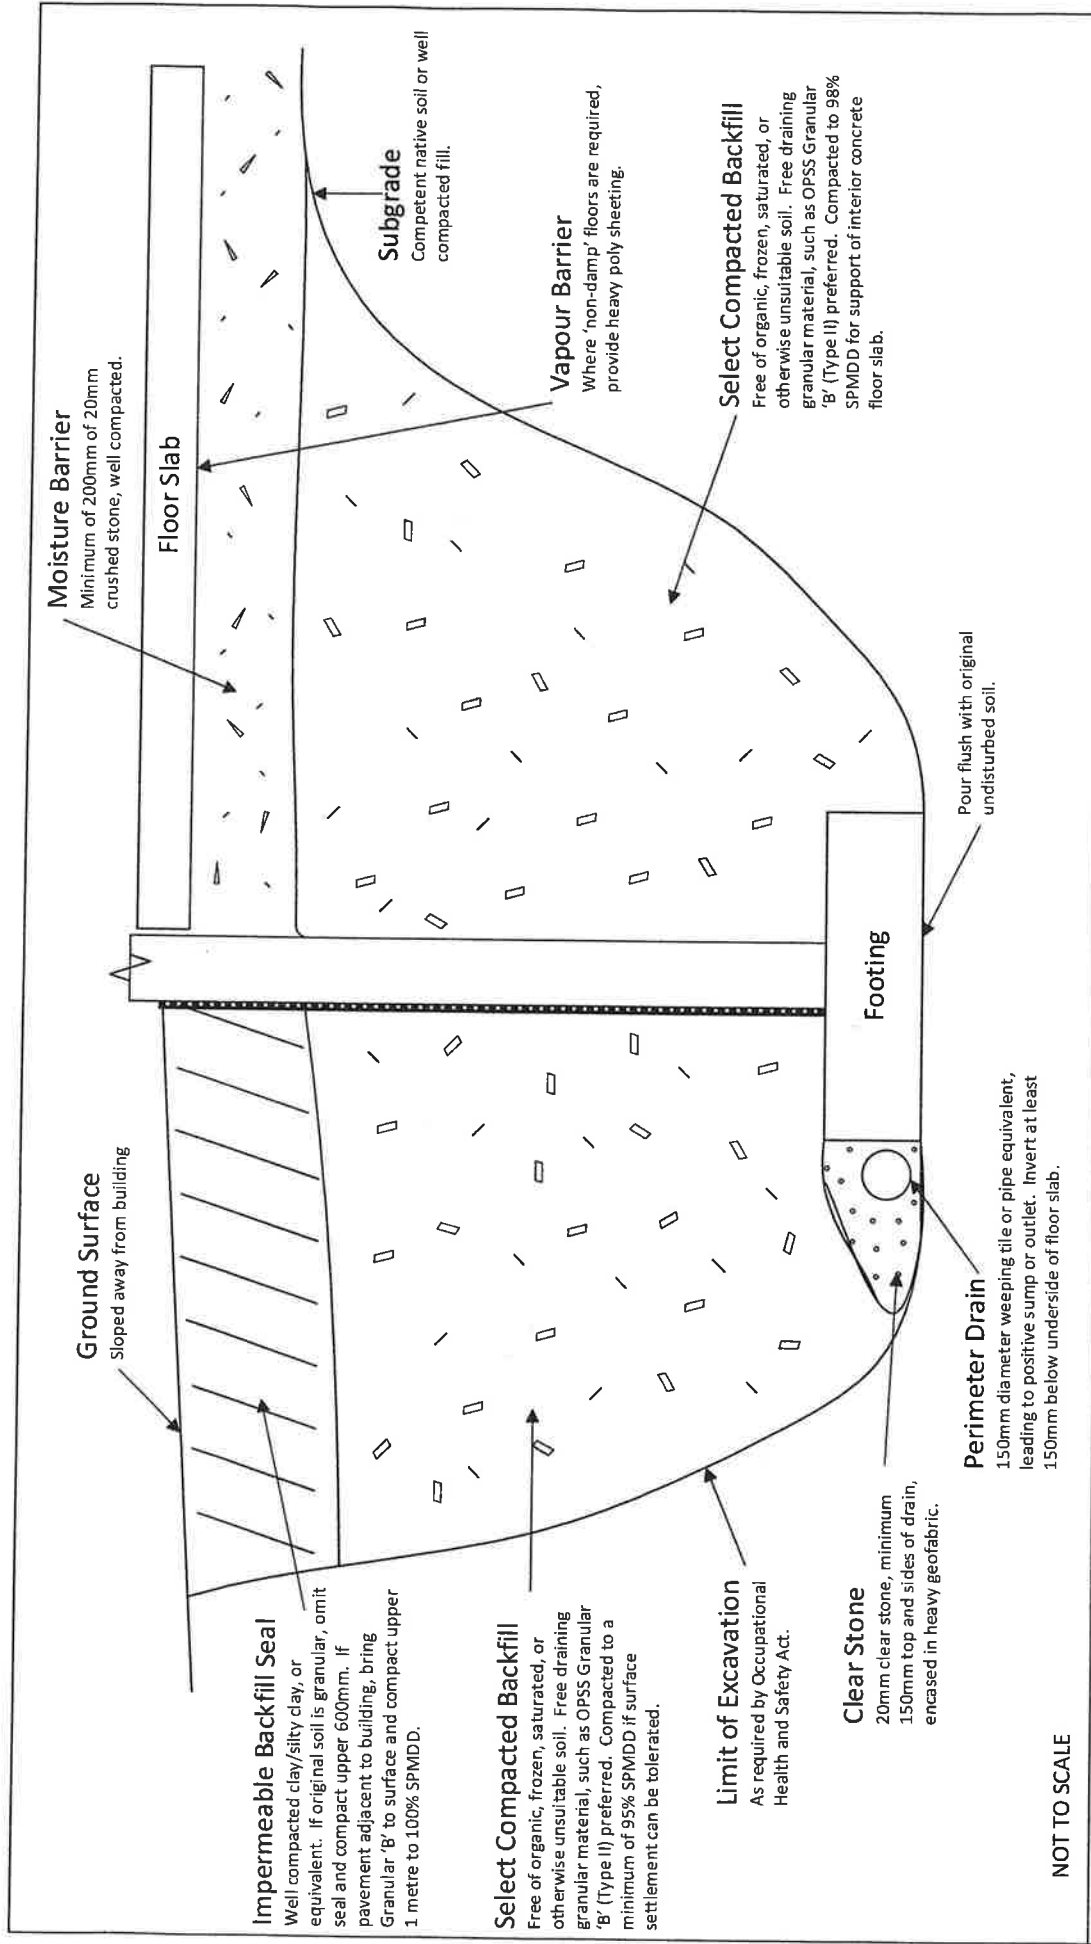 Moisture Barrier
Minimum of 200mm of 20mm
crushed stone, well compacted.
Ground Surface
Sloped away from building
Floor Slab
Impermeable Backfill Seal
Well compacted clay/silty clay, or
equivalent. If original soil is granular, omit
seal and compact upper 600mm. If
pavement adjacent to building, bring
Granular 'B' to surface and compact upper
1 metre to 100% SPMDD.
Subgrade
Competent native soil or well
compacted fill.
Select Compacted Backfill
Free of organic, frozen, saturated, or
otherwise unsuitable soil. Free draining
granular material, such as OPSS Granular
'B' (Type II) preferred. Compacted to a
minimum of 95% SPMDD if surface
settlement can be tolerated.
Vapour Barrier
Where 'non-damp' floors are required,
provide heavy poly sheeting.
Limit of Excavation
As required by Occupational
Health and Safety Act.
Select Compacted Backfill
Free of organic, frozen, saturated, or
otherwise unsuitable soil. Free draining
granular material, such as OPSS Granular
'B' (Type II) preferred. Compacted to 98%
SPMDD for support of interior concrete
floor slab.
Footing
Clear Stone
20mm clear stone, minimum
150mm top and sides of drain,
encased in heavy geofabric.
Perimeter Drain
150mm diameter weeping tile or pipe equivalent,
leading to positive sump or outlet. Invert at least
150mm below underside of floor slab.
Pour flush with original
undisturbed soil.
NOT TO SCALE